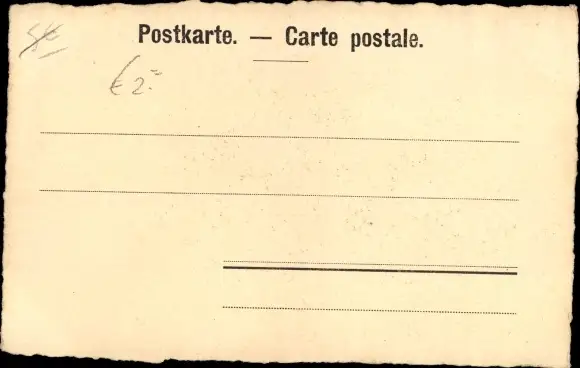 Postkarte. — Carte postale.
€ 2.-